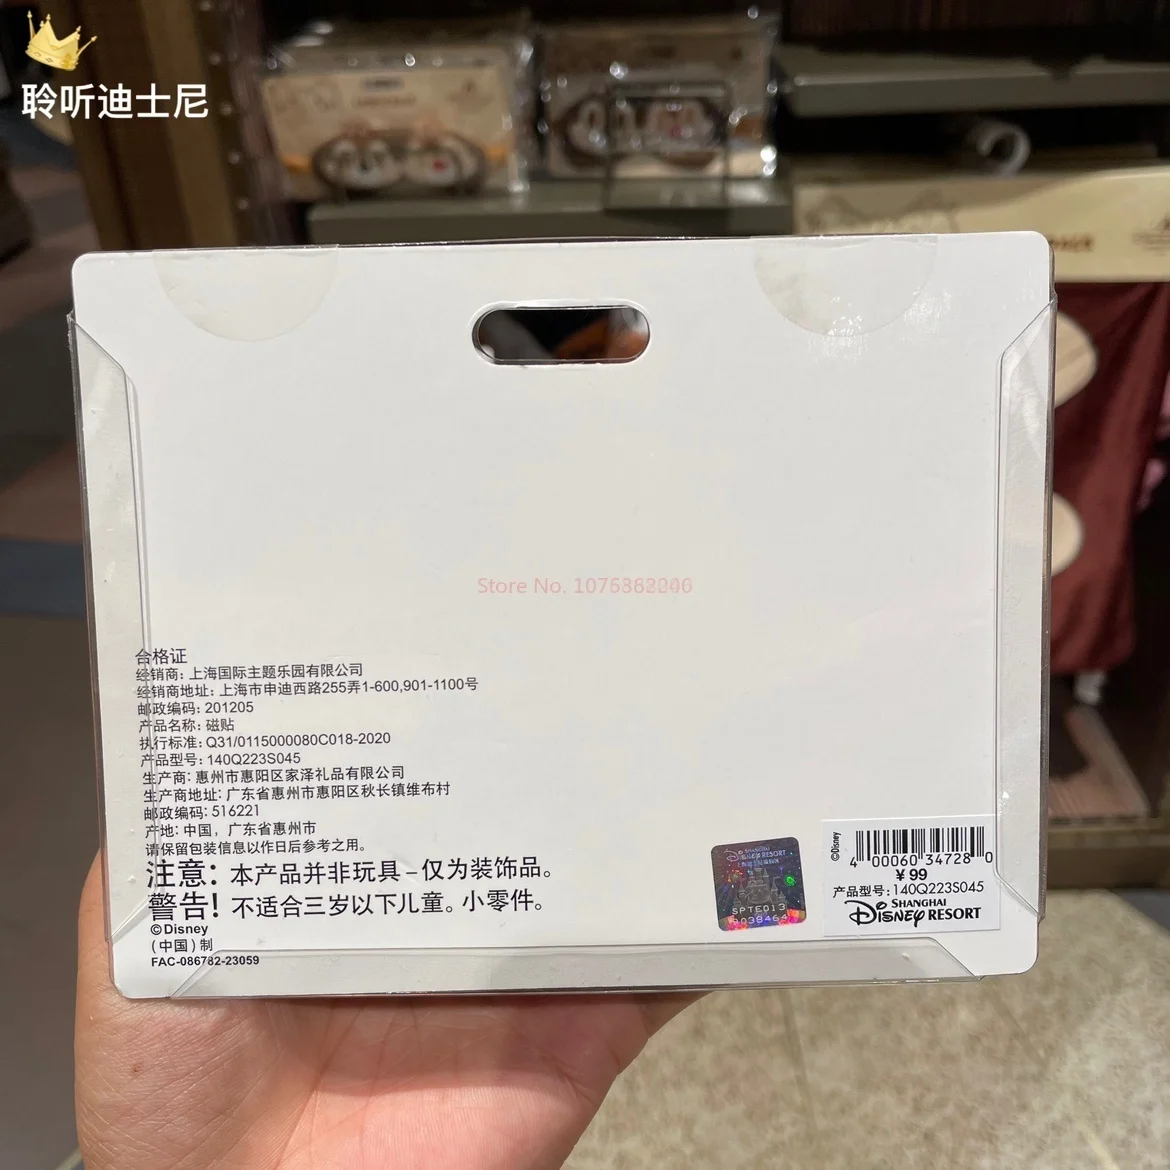 聆听迪士尼
合格证
经销商: 上海国际主题乐园有限公司
经销商地址: 上海市申迪西路255弄1-600,901-1100号
邮政编码: 201205
产品名称: 磁贴
执行标准: Q31/0115000080C018-2020
产品型号: 140Q223S045
生产商: 惠州市惠阳区家泽礼品有限公司
生产商地址: 广东省惠州市惠阳区秋长镇维布村
邮政编码: 516221
产地: 中国, 广东省惠州市
请保留包装信息以作日后参考之用。
注意: 本产品并非玩具-仅为装饰品。
警告! 不适合三岁以下儿童。小零件。
©Disney
(中国) 制
FAC-086782-23059
Store No.
Disney RESORT
SPTE013
©Disney
4 00060 34728 0
¥ 99
产品型号: 140Q223S045
SHANGHAI
Disney RESORT